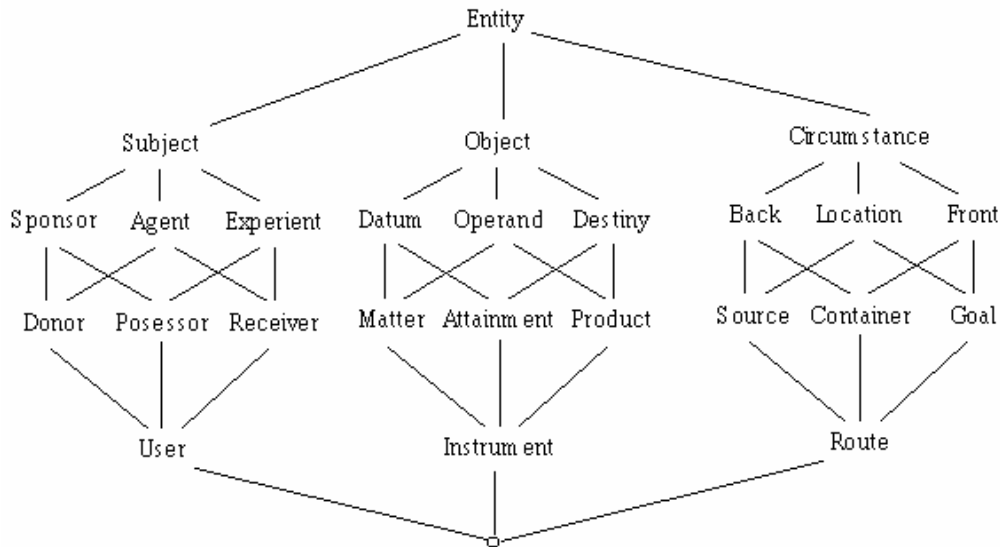 Entity
Subject Object Circumstance
Sponsor Agent Experient Datum Operand Destiny Back Location Front
Donor Posessor Receiver Matter Attainment Product Source Container Goal
User Instrument Route